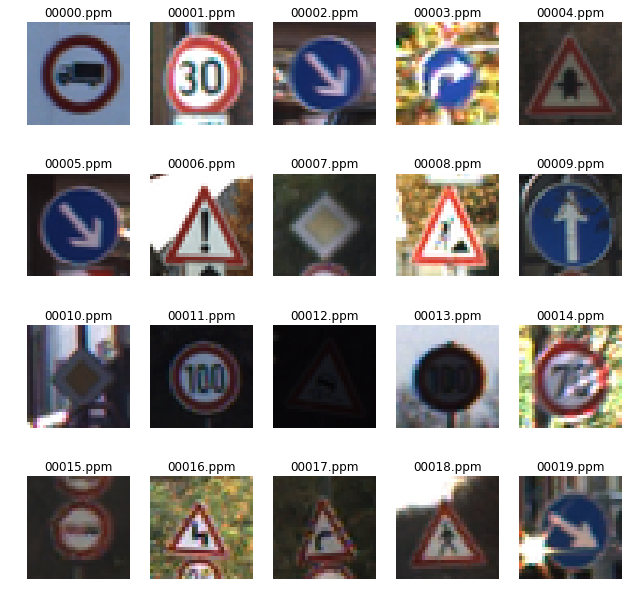 00000.ppm 00001.ppm 00002.ppm 00003.ppm 00004.ppm
30
00005.ppm 00006.ppm 00007.ppm 00008.ppm 00009.ppm
!
00010.ppm 00011.ppm 00012.ppm 00013.ppm 00014.ppm
100 100 70
00015.ppm 00016.ppm 00017.ppm 00018.ppm 00019.ppm